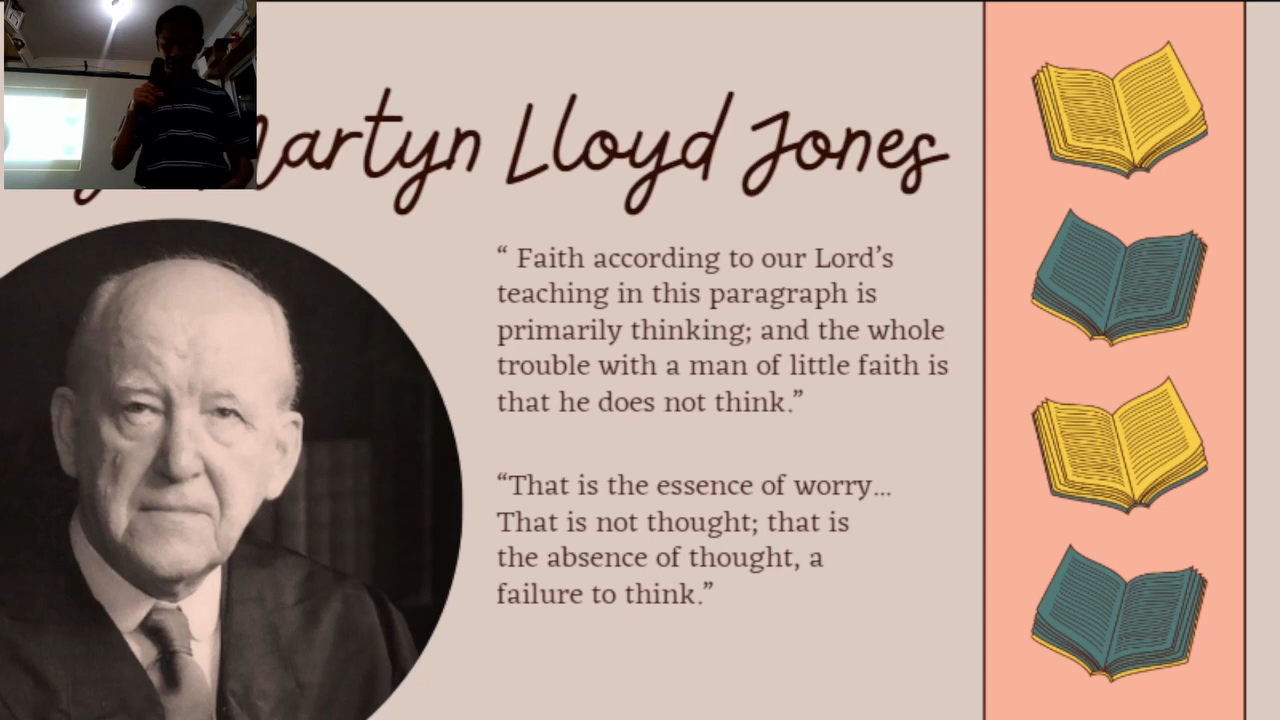 Martyn Lloyd Jones
“ Faith according to our Lord’s
teaching in this paragraph is
primarily thinking; and the whole
trouble with a man of little faith is
that he does not think.”
“That is the essence of worry...
That is not thought; that is
the absence of thought, a
failure to think.”